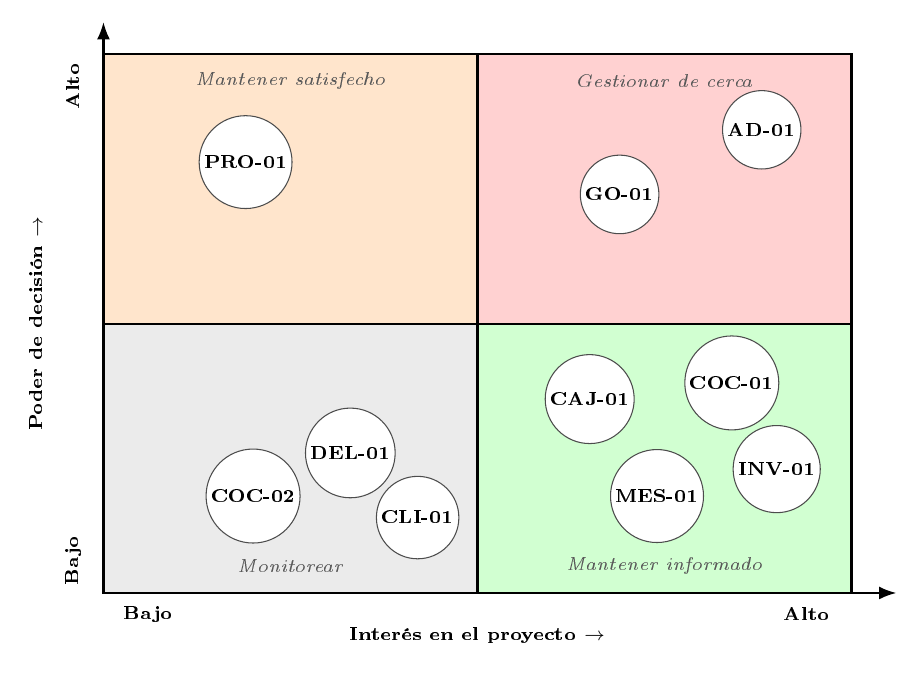 Alto
Mantener satisfecho
Gestionar de cerca
AD-01
PRO-01
GO-01
Poder de decisión →
COC-01
CAJ-01
DEL-01
INV-01
COC-02
MES-01
CLI-01
Bajo
Monitorear
Mantener informado
Bajo
Alto
Interés en el proyecto →